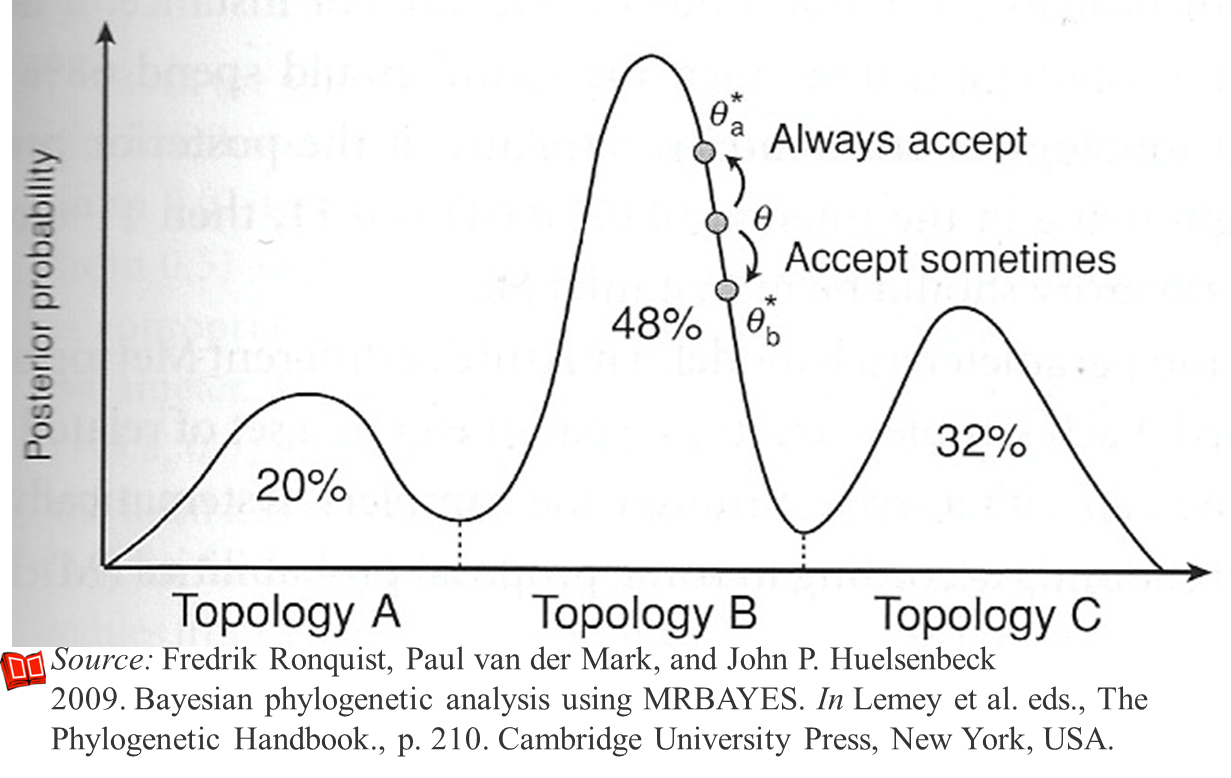 Posterior probability
θ*a
Always accept
θ
Accept sometimes
θ*b
48%
20%
32%
Topology A
Topology B
Topology C
Source: Fredrik Ronquist, Paul van der Mark, and John P. Huelsenbeck
2009. Bayesian phylogenetic analysis using MRBAYES. In Lemey et al. eds., The
Phylogenetic Handbook., p. 210. Cambridge University Press, New York, USA.